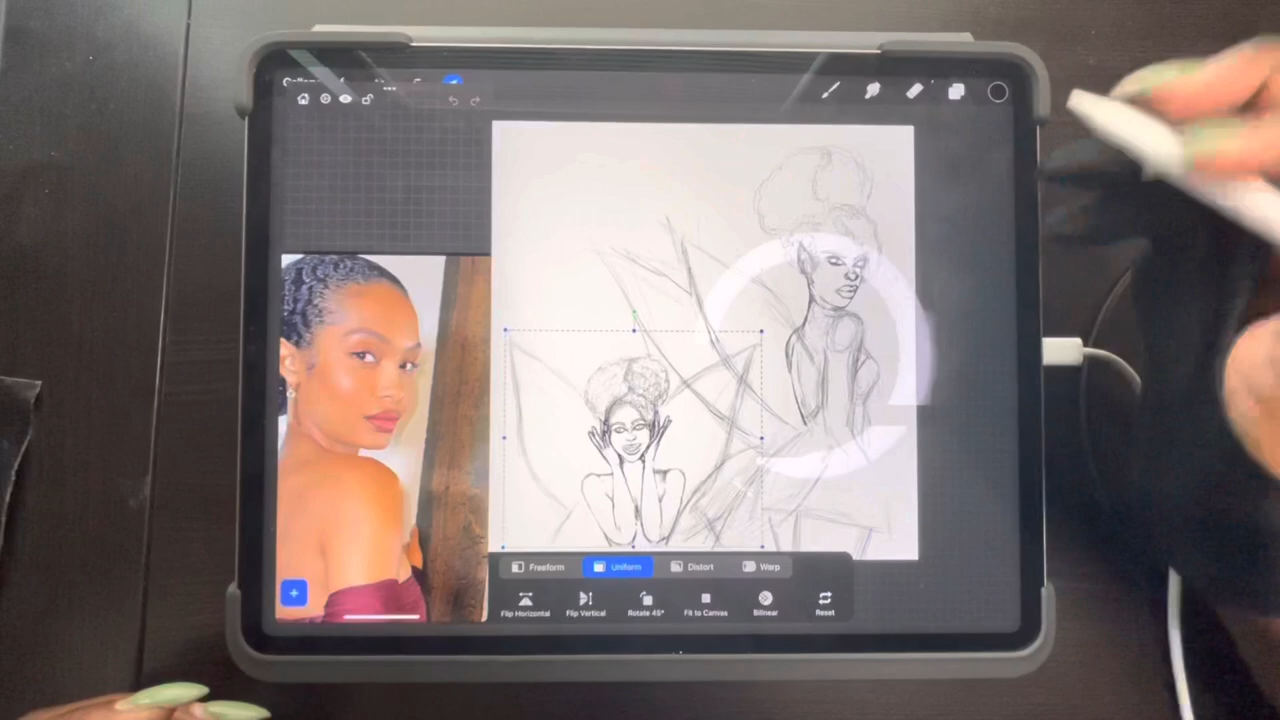 Freeform
Uniform
Distort
Warp
Flip Horizontal
Flip Vertical
Rotate 45°
Fit to Canvas
Bilinear
Reset